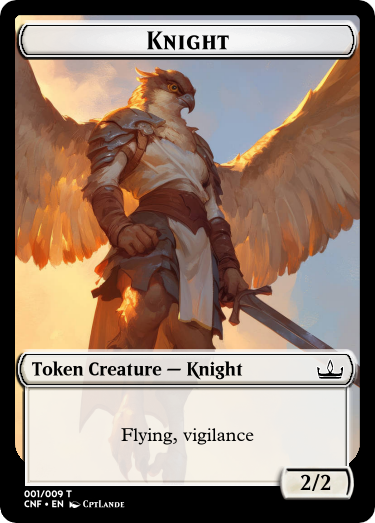 Knight
Token Creature — Knight
Flying, vigilance
2/2
001/009 T
CNF • EN CptLande